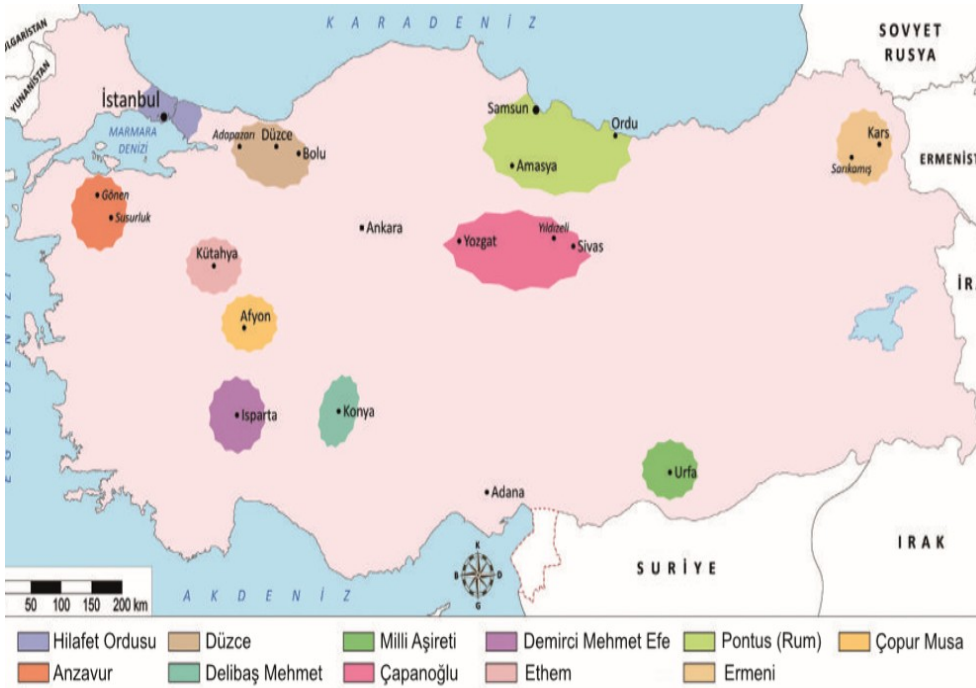 KARADENİZ
SOVYET
RUSYA
ULGARİSTAN
YUNANİSTAN
İstanbul
MARMARA
DENİZİ
Adapazarı
Düzce
Bolu
Samsun
Ordu
Amasya
Kars
Sarıkamış
ERMENİST
Gönen
Susurluk
Ankara
Yozgat
Yıldızeli
Sivas
Kütahya
İRA
Afyon
EGE DENİZİ
Isparta
Konya
Urfa
Adana
SURİYE
IRAK
K
B
D
G
AKDENİZ
50 100 150 200 km
Hilafet Ordusu
Düzce
Milli Aşireti
Demirci Mehmet Efe
Pontus (Rum)
Çopur Musa
Anzavur
Delibaş Mehmet
Çapanoğlu
Ethem
Ermeni